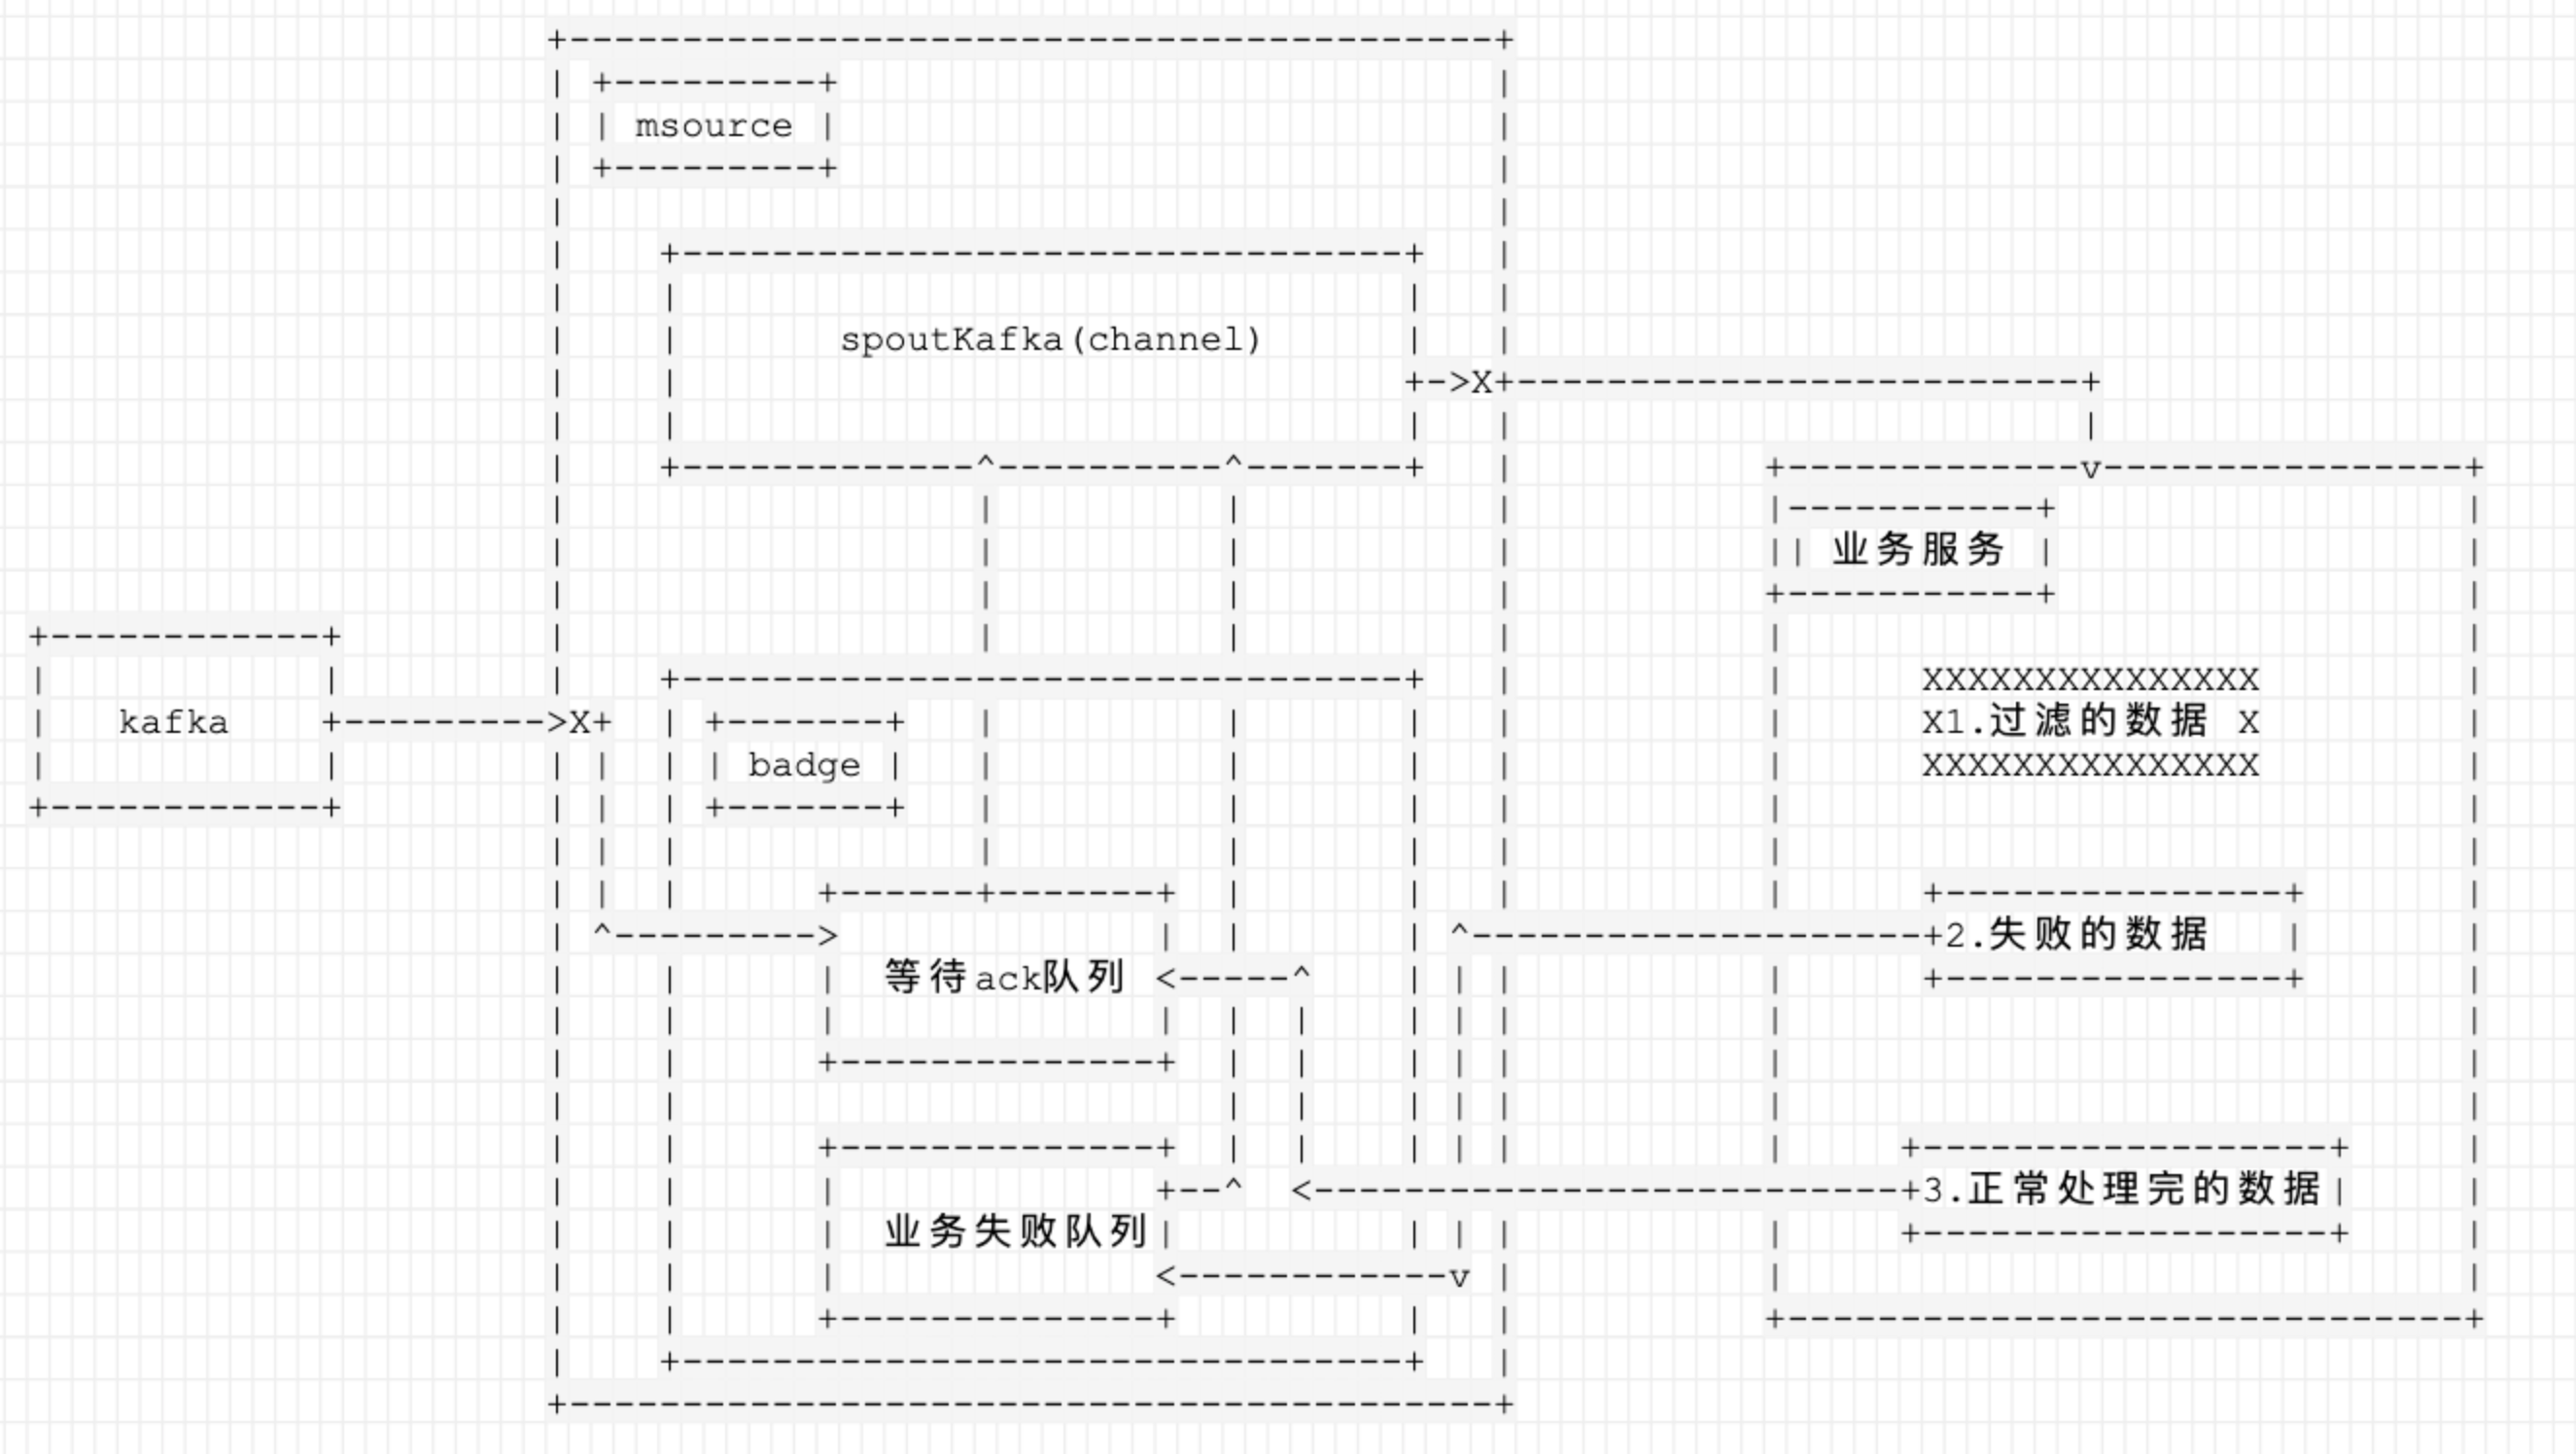 msource
spoutKafka(channel)
业务服务
kafka
X1.过滤的数据 X
badge
2.失败的数据
等待ack队列
3.正常处理完的数据
业务失败队列